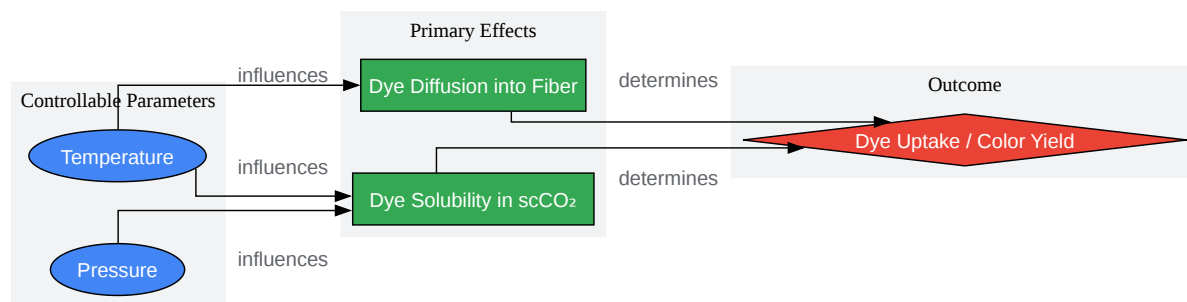 Primary Effects
influences
Dye Diffusion into Fiber
determines
Outcome
Controllable Parameters
Dye Uptake / Color Yield
Temperature
influences
determines
Dye Solubility in scCO₂
influences
Pressure